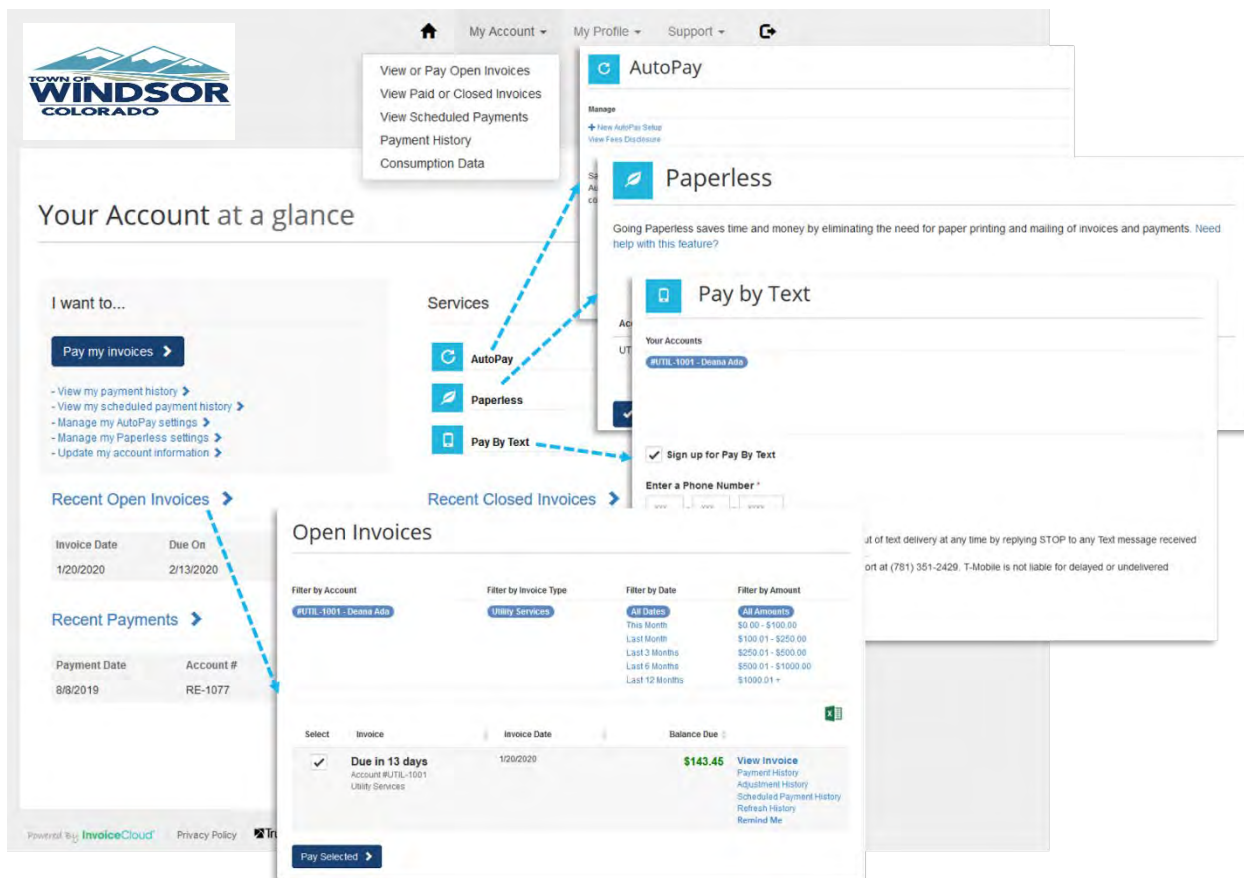 My Account
My Profile
Support
TOWN OF
WINDSOR
COLORADO
View or Pay Open Invoices
View Paid or Closed Invoices
View Scheduled Payments
Payment History
Consumption Data
AutoPay
Manage
+ New AutoPay Setup
View Fees Disclosure
Paperless
Going Paperless saves time and money by eliminating the need for paper printing and mailing of invoices and payments. Need
help with this feature?
Your Account at a glance
I want to...
Pay my invoices
- View my payment history
- View my scheduled payment history
- Manage my AutoPay settings
- Manage my Paperless settings
- Update my account information
Services
AutoPay
Paperless
Pay By Text
Pay by Text
Your Accounts
#UTIL-1001 - Deana Ada
Sign up for Pay By Text
Enter a Phone Number *
ut of text delivery at any time by replying STOP to any Text message received
ort at (781) 351-2429. T-Mobile is not liable for delayed or undelivered
Recent Open Invoices
Recent Closed Invoices
Invoice Date Due On
1/20/2020 2/13/2020
Recent Payments
Payment Date Account #
8/8/2019 RE-1077
Open Invoices
Filter by Account Filter by Invoice Type Filter by Date Filter by Amount
#UTIL-1001 - Deana Ada Utility Services All Dates All Amounts
This Month $0.00 - $100.00
Last Month $100.01 - $250.00
Last 3 Months $250.01 - $500.00
Last 6 Months $500.01 - $1000.00
Last 12 Months $1000.01 +
Select Invoice Invoice Date Balance Due
Due in 13 days 1/20/2020 $143.45 View Invoice
Account #UTIL-1001 Payment History
Utility Services Adjustment History
Scheduled Payment History
Refresh History
Remind Me
Pay Selected
Powered By InvoiceCloud Privacy Policy